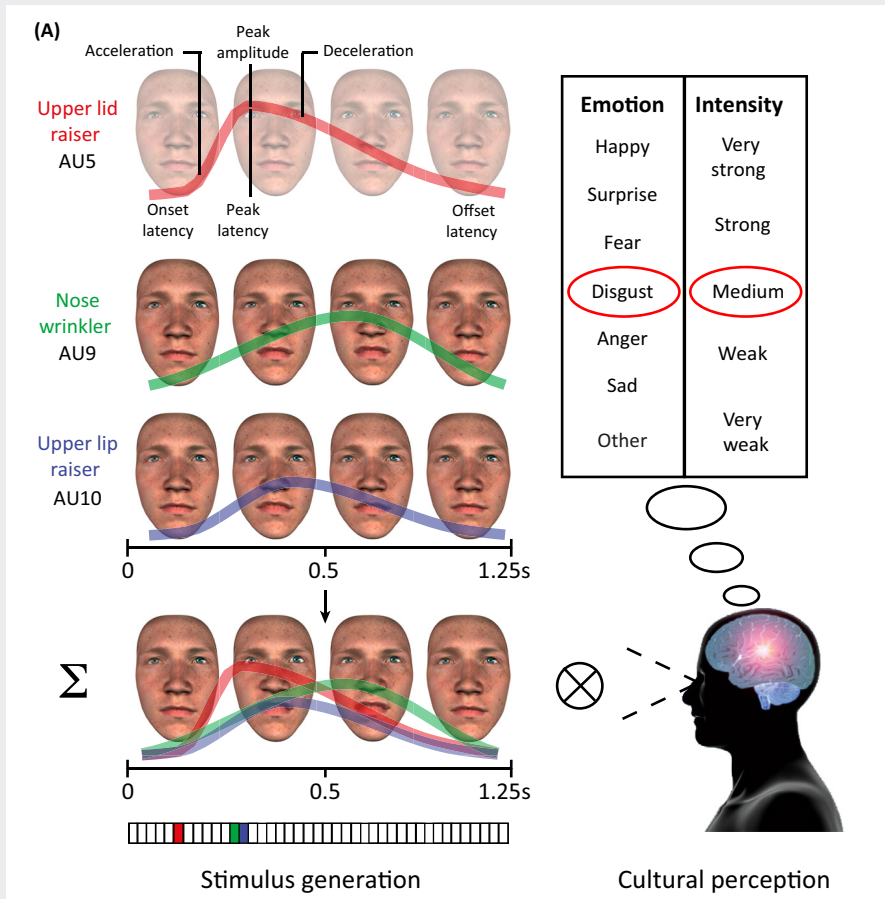 (A)
Acceleration
Peak
amplitude
Deceleration
Upper lid
raiser
AU5
Onset
latency
Peak
latency
Offset
latency
Nose
wrinkler
AU9
Upper lip
raiser
AU10
0
0.5
1.25s
Σ
0
0.5
1.25s
Stimulus generation
Emotion
Happy
Surprise
Fear
Disgust
Anger
Sad
Other
Intensity
Very
strong
Strong
Medium
Weak
Very
weak
Cultural perception